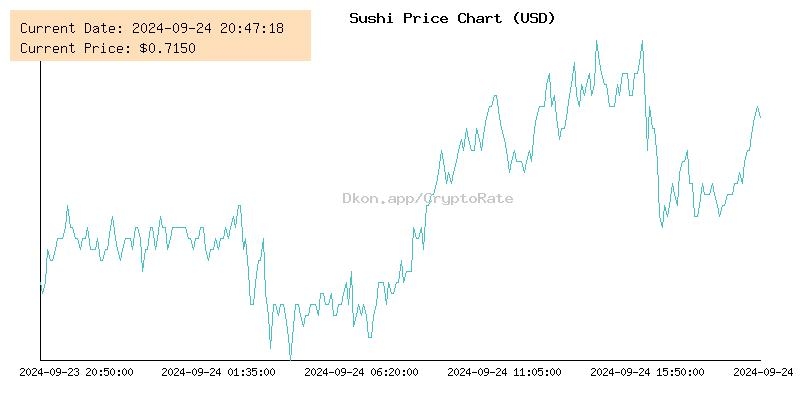 Sushi Price Chart (USD)
Current Date: 2024-09-24 20:47:18
Current Price: $0.7150
Dkon.app/CryptoRate
2024-09-23 20:50:00 2024-09-24 01:35:00 2024-09-24 06:20:00 2024-09-24 11:05:00 2024-09-24 15:50:00 2024-09-24